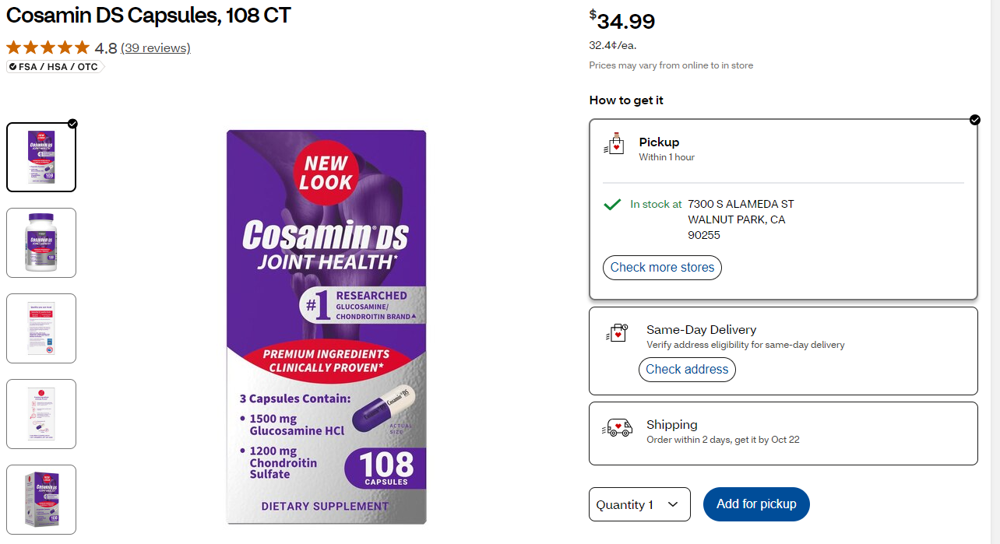 Cosamin DS Capsules, 108 CT
4.8 (39 reviews)
FSA / HSA / OTC
NEW
LOOK
Cosamin® DS
JOINT HEALTH*
#1 RESEARCHED
GLUCOSAMINE/
CHONDROITIN BRAND▲
PREMIUM INGREDIENTS
CLINICALLY PROVEN*
3 Capsules Contain:
• 1500 mg
Glucosamine HCl
• 1200 mg
Chondroitin
Sulfate
Cosamin® DS
ACTUAL
SIZE
108
CAPSULES
DIETARY SUPPLEMENT
$34.99
32.4¢/ea.
Prices may vary from online to in store
How to get it
Pickup
Within 1 hour
In stock at 7300 S ALAMEDA ST
WALNUT PARK, CA
90255
Check more stores
Same-Day Delivery
Verify address eligibility for same-day delivery
Check address
Shipping
Order within 2 days, get it by Oct 22
Quantity 1
Add for pickup